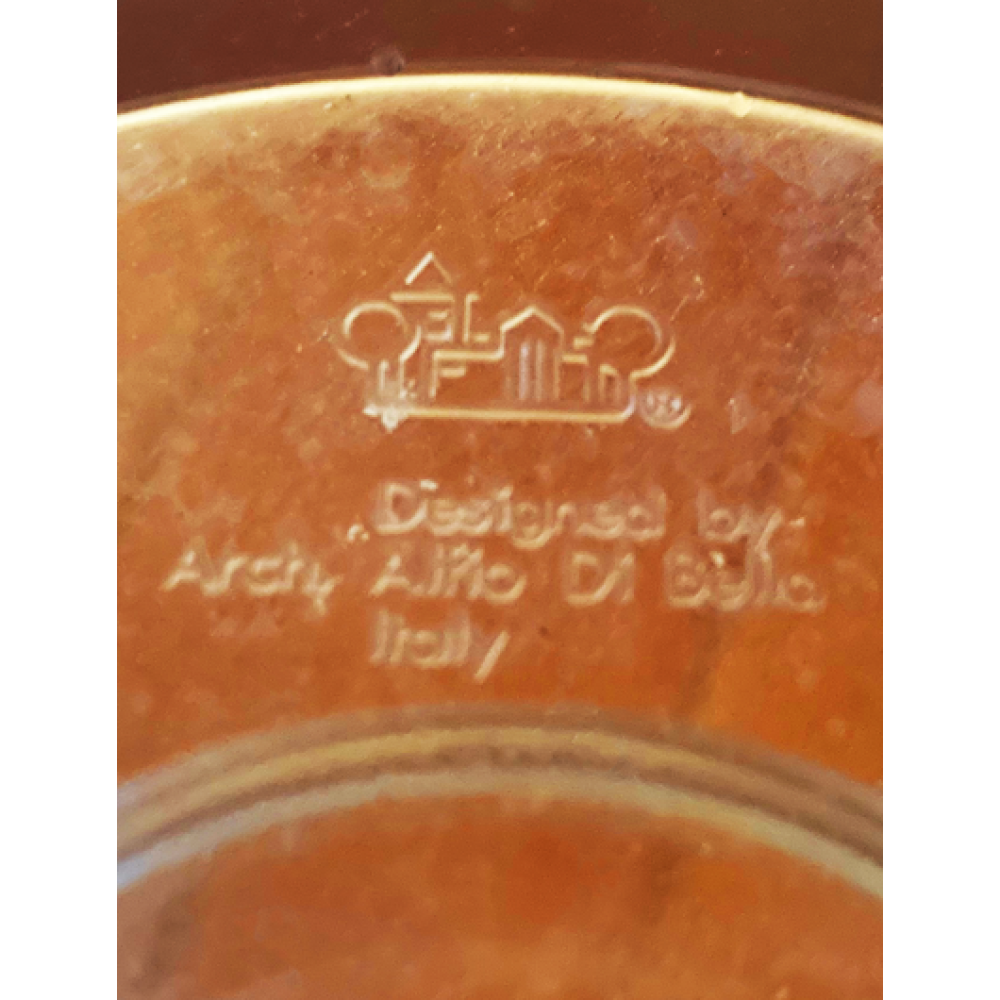 ®
Designed by
Arch. Alfio Di Bella
Italy